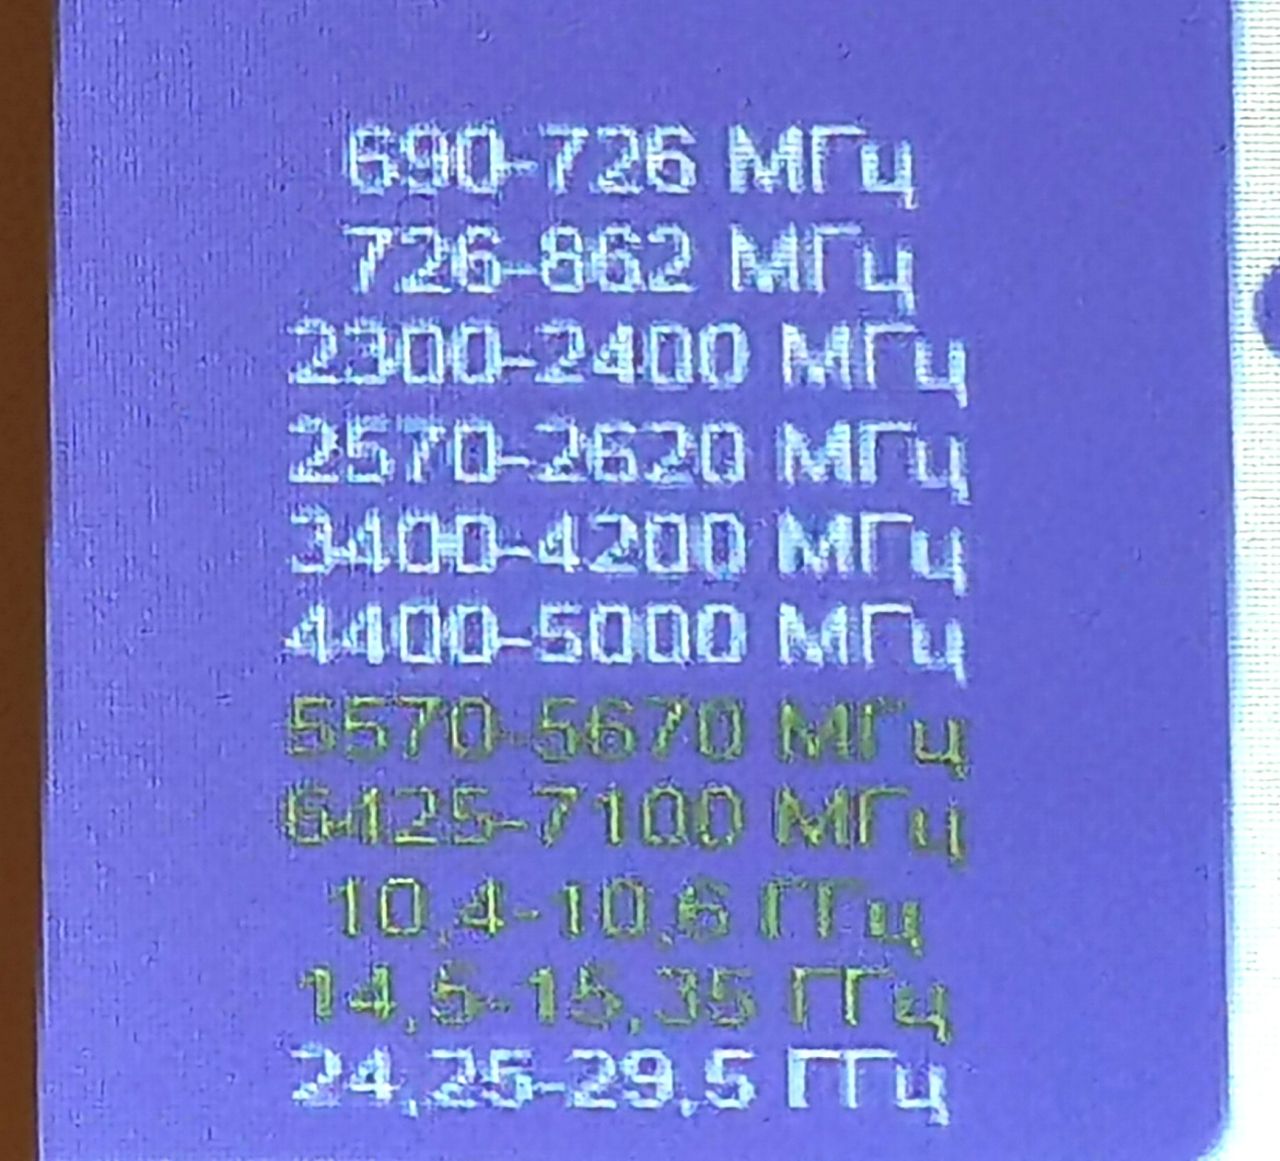 690-726 МГц
726-862 МГц
2300-2400 МГц
2570-2620 МГц
3400-4200 МГц
4400-5000 МГц
5570-5670 МГц
6425-7100 МГц
10,4-10,6 ГГц
14,5-15,35 ГГц
24,25-29,5 ГГц